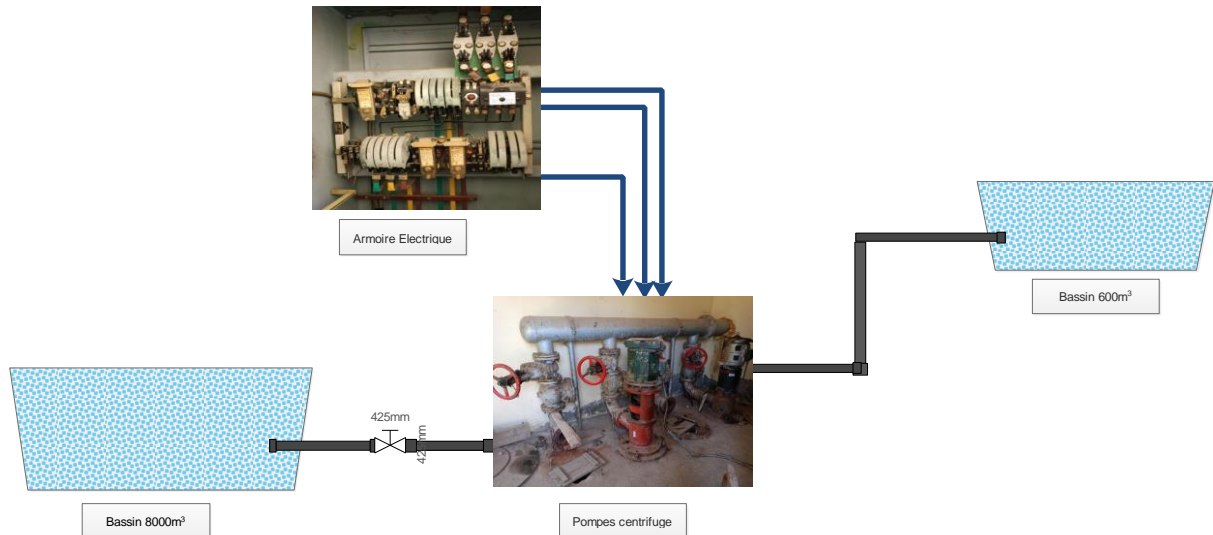 Armoire Electrique
Bassin 600m³
425mm
425mm
Bassin 8000m³
Pompes centrifuge